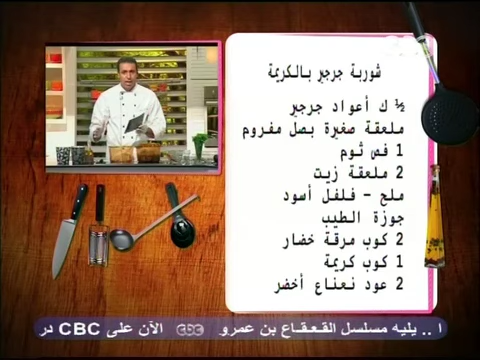 شوربة جرجير بالكريمة
½ ك أعواد جرجير
ملعقة صغيرة بصل مفروم
1 فص ثوم
2 ملعقة زيت
ملح - فلفل أسود
جوزة الطيب
2 كوب مرقة خضار
1 كوب كريمة
2 عود نعناع أخضر
ا .. يليه مسلسل القعقاع بن عمرو cbc الآن على CBC در